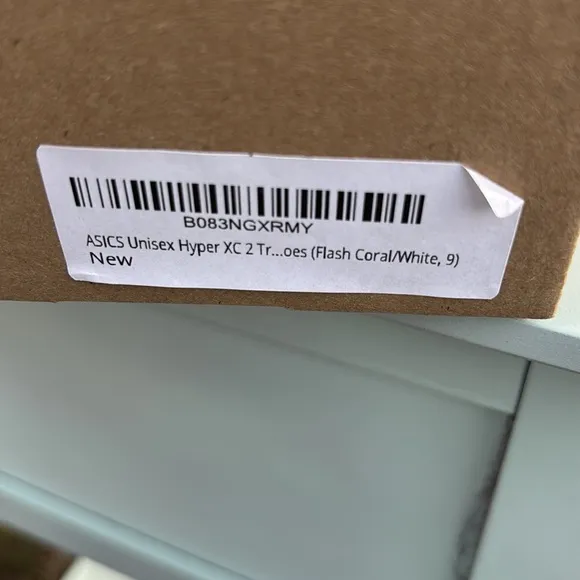 B083NGXRMY
ASICS Unisex Hyper XC 2 Tr...oes (Flash Coral/White, 9)
New